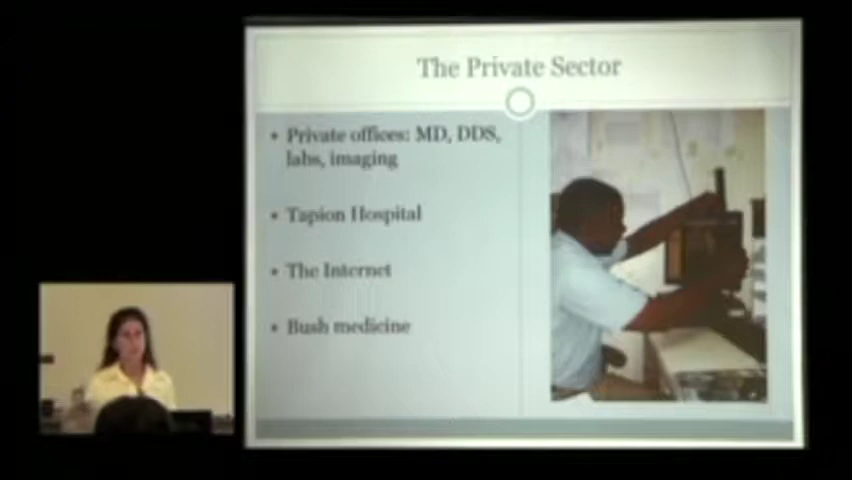 The Private Sector
• Private offices: MD, DDS,
labs, imaging
• Tapion Hospital
• The Internet
• Bush medicine